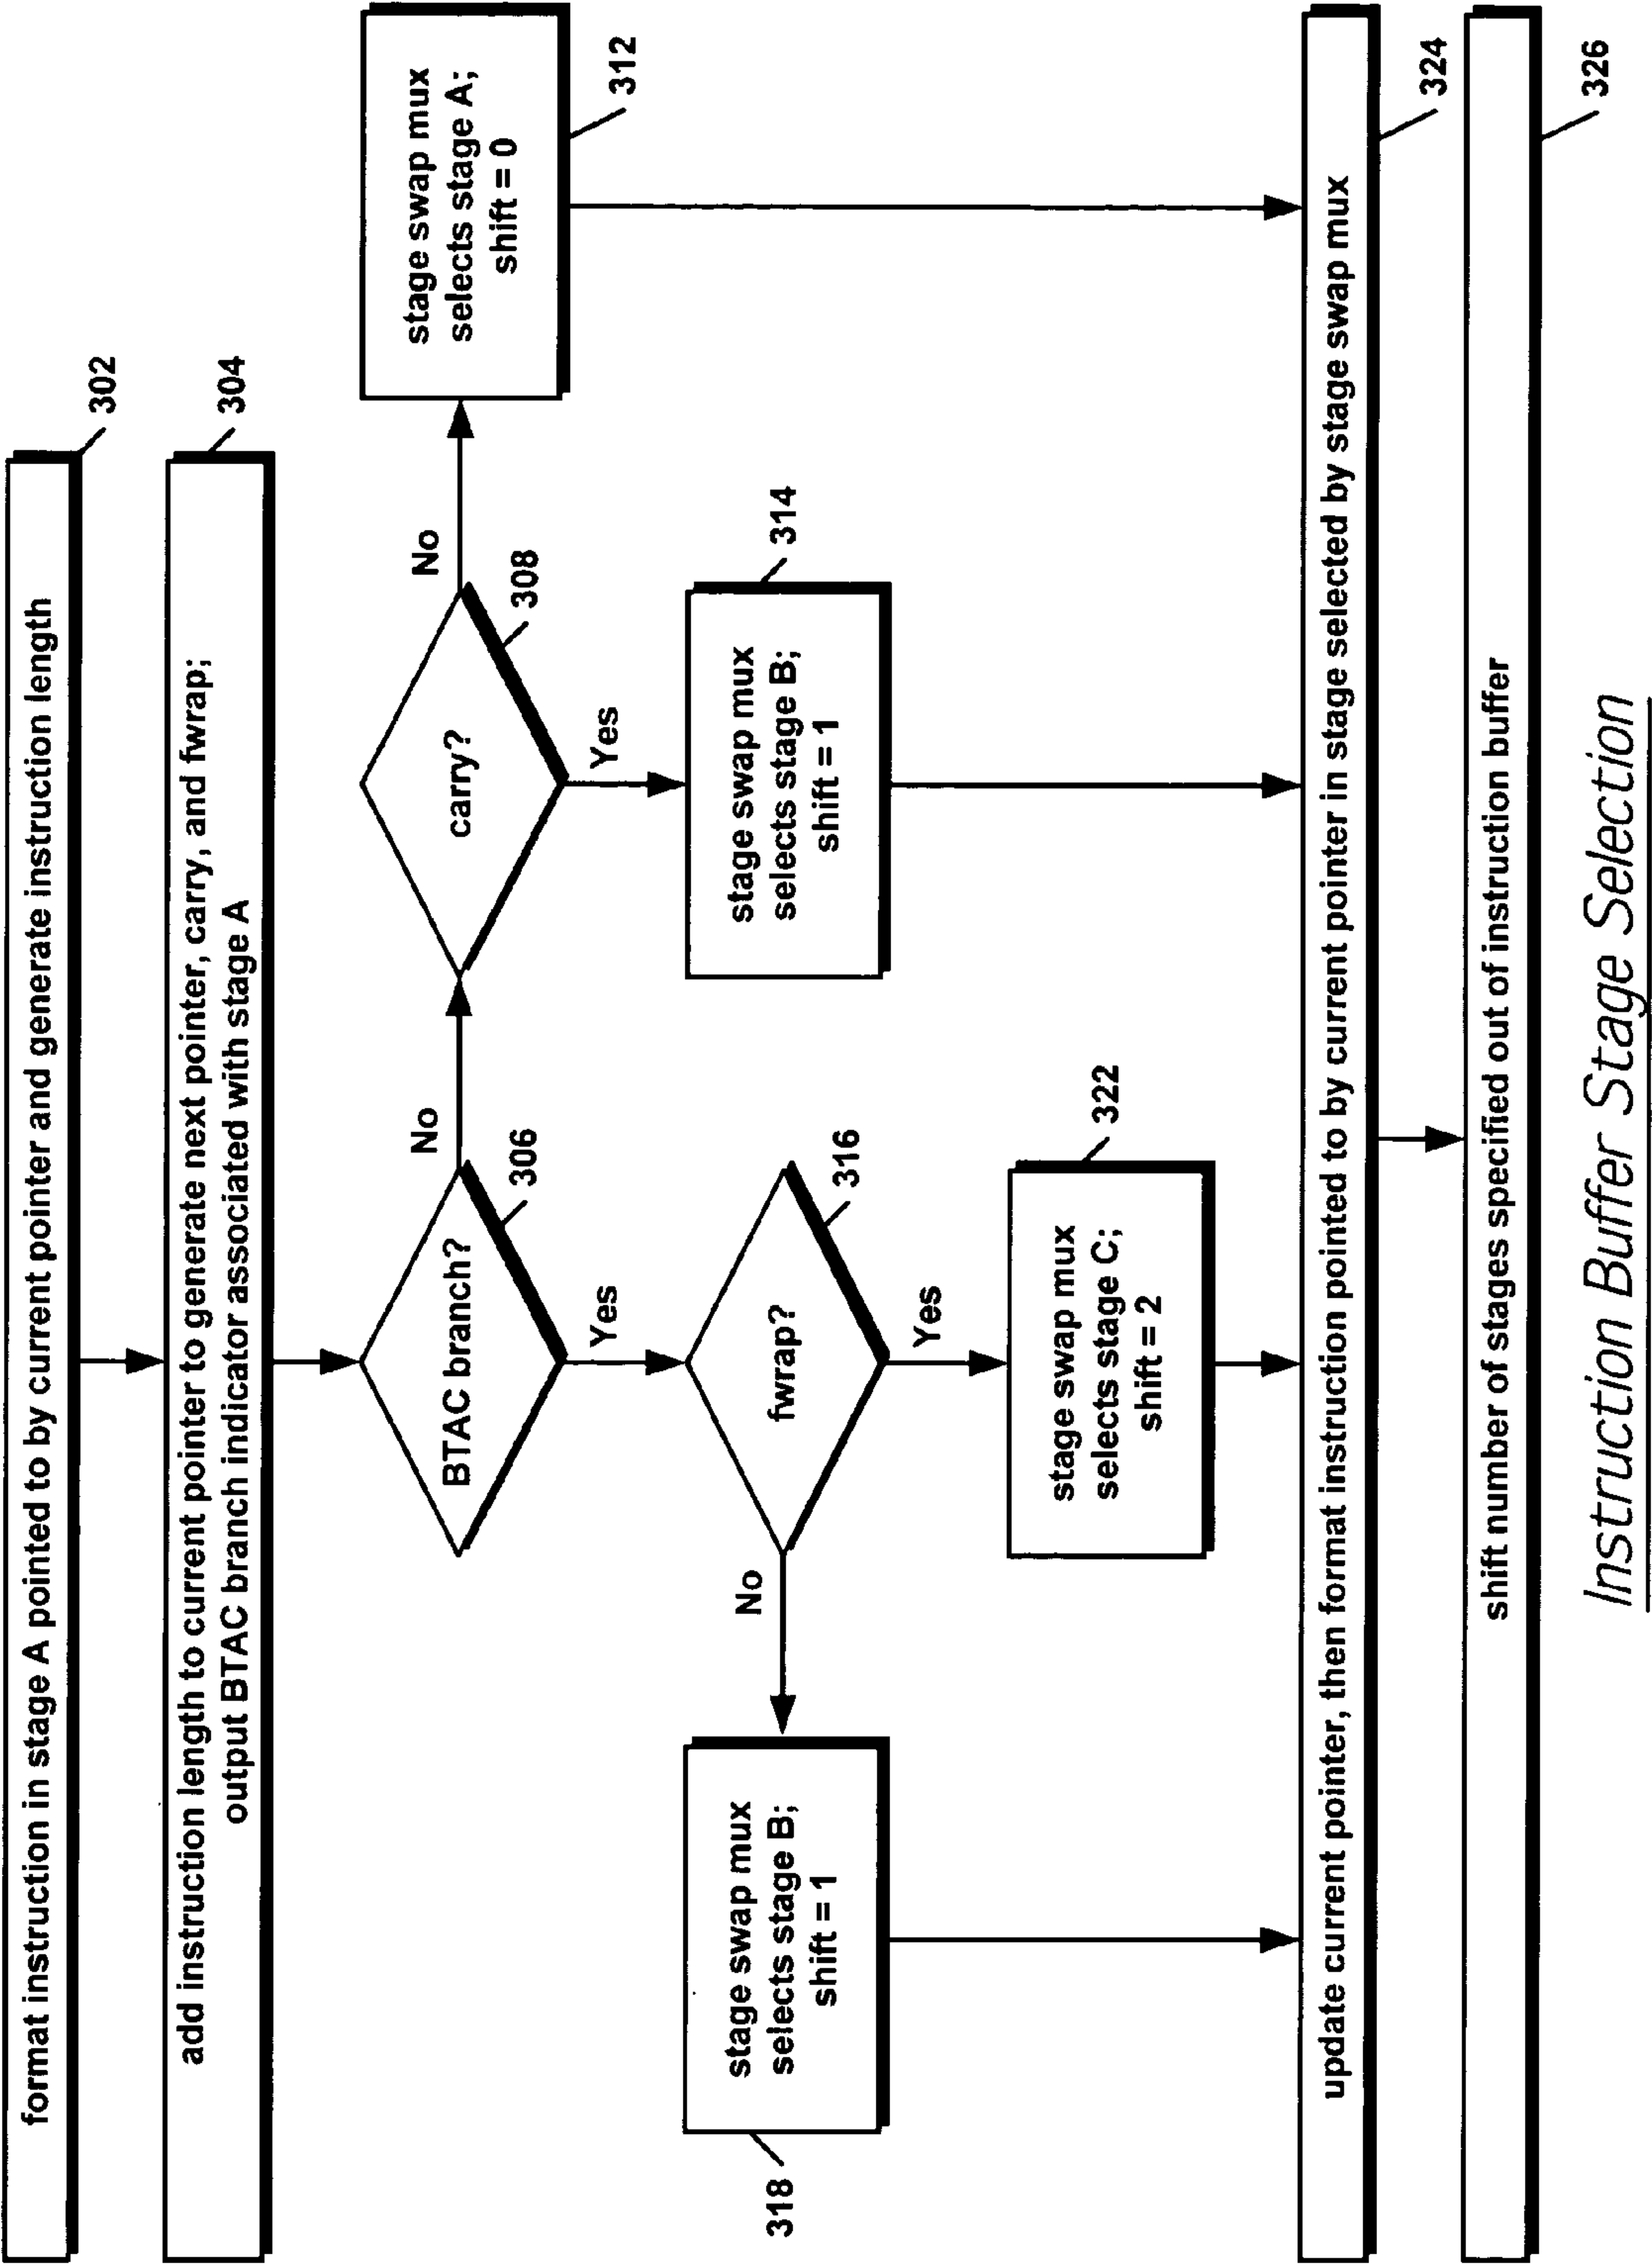 format instruction in stage A pointed to by current pointer and generate instruction length
302
add instruction length to current pointer to generate next pointer, carry, and fwrap;
output BTAC branch indicator associated with stage A
304
BTAC branch?
306
No
Yes
carry?
308
No
Yes
stage swap mux
selects stage A;
shift = 0
312
stage swap mux
selects stage B;
shift = 1
314
fwrap?
316
No
Yes
stage swap mux
selects stage B;
shift = 1
318
stage swap mux
selects stage C;
shift = 2
322
update current pointer, then format instruction pointed to by current pointer in stage selected by stage swap mux
324
shift number of stages specified out of instruction buffer
326
Instruction Buffer Stage Selection